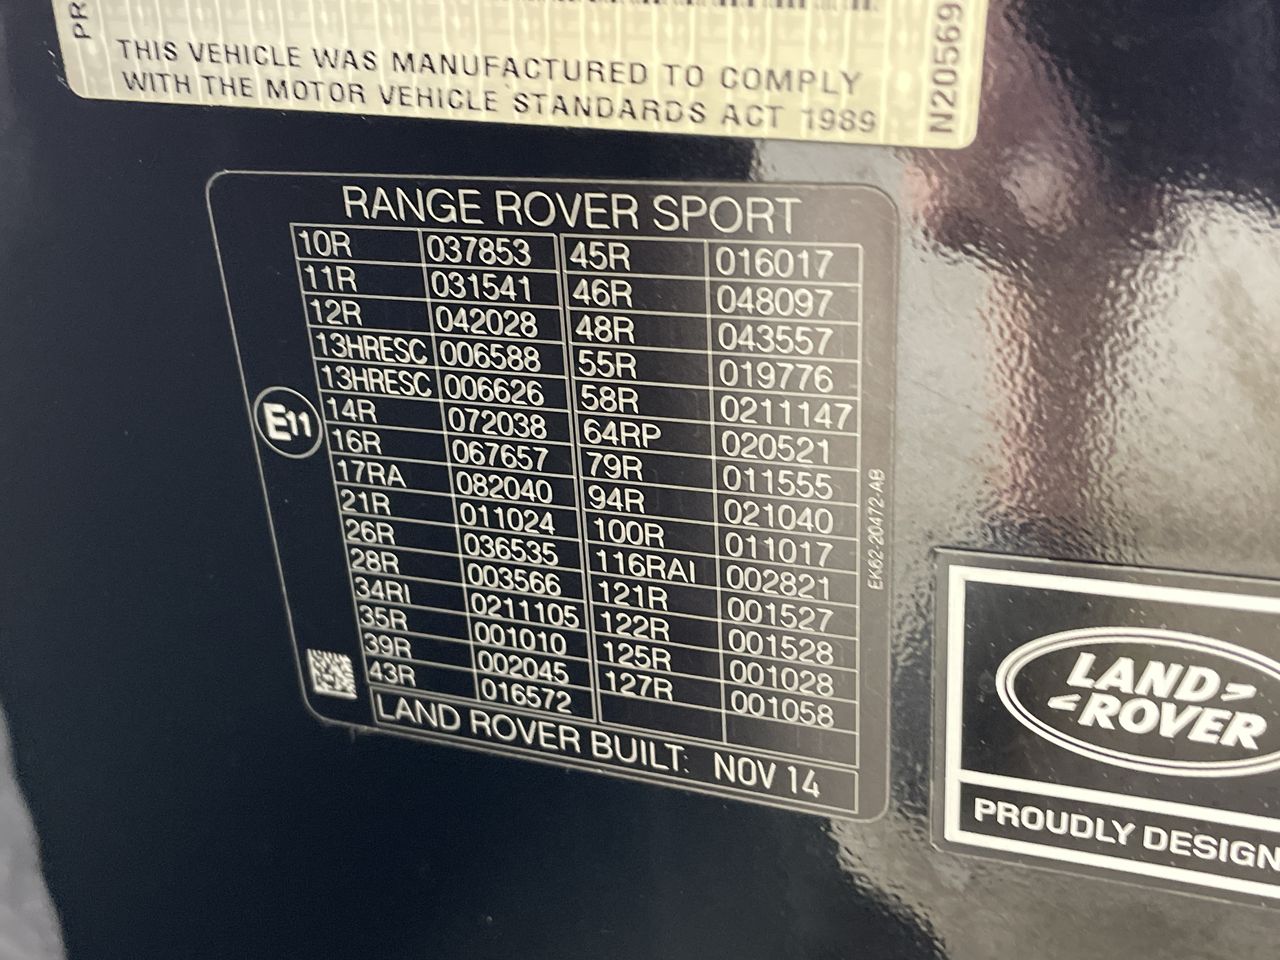 PR
THIS VEHICLE WAS MANUFACTURED TO COMPLY
WITH THE MOTOR VEHICLE STANDARDS ACT 1989
N20569
RANGE ROVER SPORT
10R 037853 45R 016017
11R 031541 46R 048097
12R 042028 48R 043557
13HRESC 006588 55R 019776
13HRESC 006626 58R 0211147
14R 072038 64RP 020521
16R 067657 79R 011555
17RA 082040 94R 021040
21R 011024 100R 011017
26R 036535 116RAI 002821
28R 003566 121R 001527
34RI 0211105 122R 001528
35R 001010 125R 001028
39R 002045 127R 001058
43R 016572
LAND ROVER BUILT: NOV 14
E11
EK62-20472-AB
LAND
ROVER
PROUDLY DESIGN